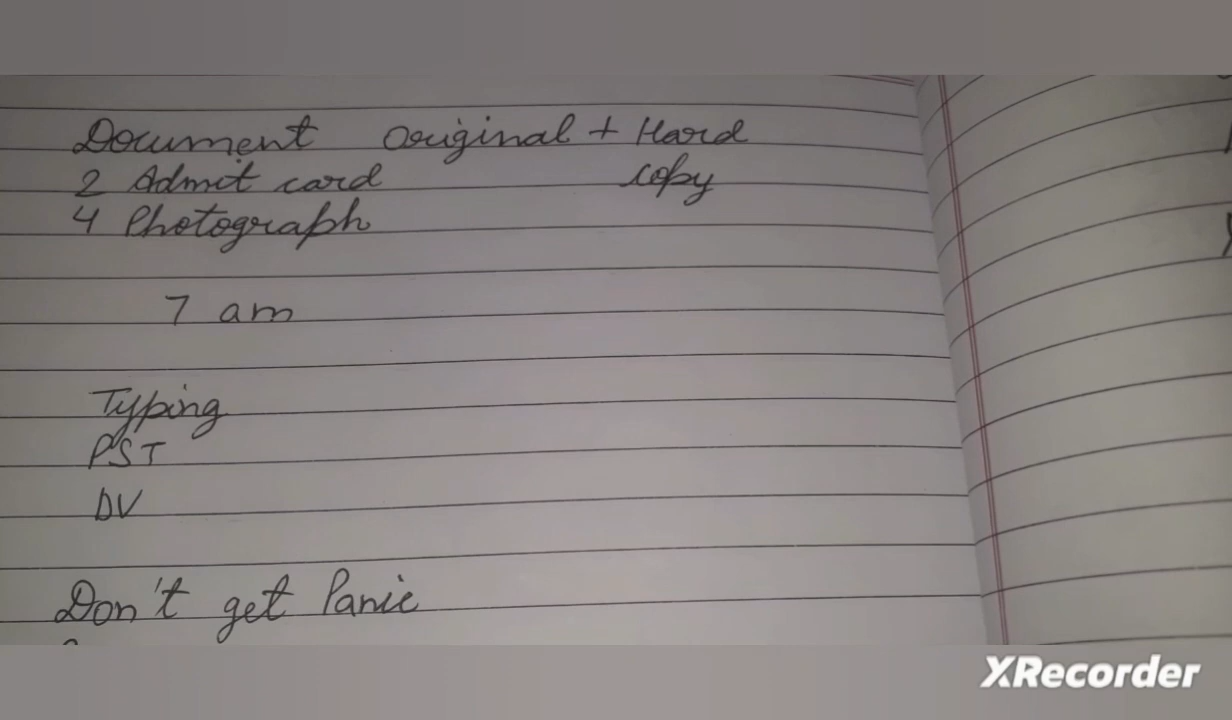 Document Original + Hard
2 Admit card copy
4 Photograph
7 am
Typing
PST
DV
Don't get Panic
XRecorder